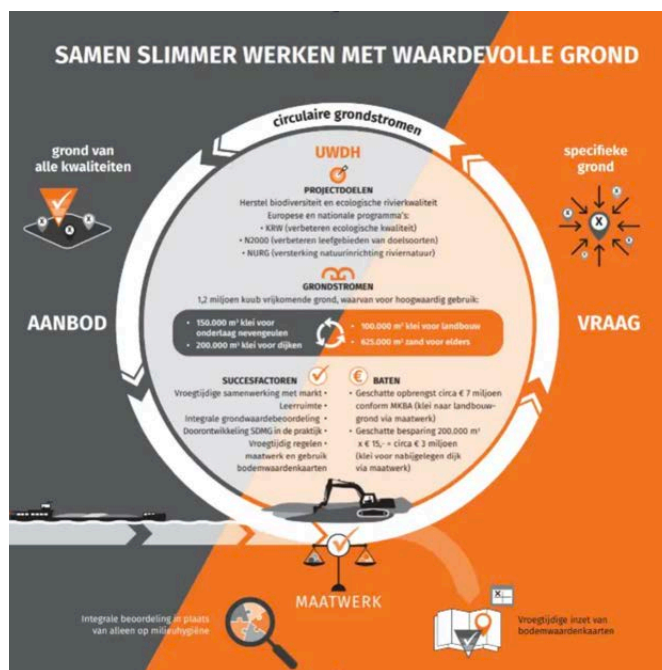 SAMEN SLIMMER WERKEN MET WAARDEVOLLE GROND
circulaire grondstromen
grond van
alle kwaliteiten
specifieke
grond
UWDH
PROJECTDOELEN
Herstel biodiversiteit en ecologische rivierkwaliteit
Europese en nationale programma's:
• KRW (verbeteren ecologische kwaliteit)
• N2000 (verbeteren leefgebieden van doelsoorten)
• NURG (versterking natuurinrichting riviernatuur)
GRONDSTROMEN
1,2 miljoen kuub vrijkomende grond, waarvan voor hoogwaardig gebruik:
AANBOD
• 150.000 m³ klei voor
onderlaag nevengeulen
• 200.000 m³ klei voor dijken
• 100.000 m³ klei voor landbouw
• 625.000 m³ zand voor elders
VRAAG
SUCCESFACTOREN
Vroegtijdige samenwerking met markt •
Leerruimte •
Integrale grondwaardebeoordeling •
Doorontwikkeling SDMG in de praktijk •
Vroegtijdig regelen •
maatwerk en gebruik
bodemwaardenkaarten
€ BATEN
• Geschatte opbrengst circa € 7 miljoen
conform MKBA (klei naar landbouw-
grond via maatwerk)
• Geschatte besparing 200.000 m³
x € 15,- = circa € 3 miljoen
(klei voor nabijgelegen dijk
via maatwerk)
MAATWERK
Integrale beoordeling in plaats
van alleen op milieuhygiëne
Vroegtijdige inzet van
bodemwaardenkaarten